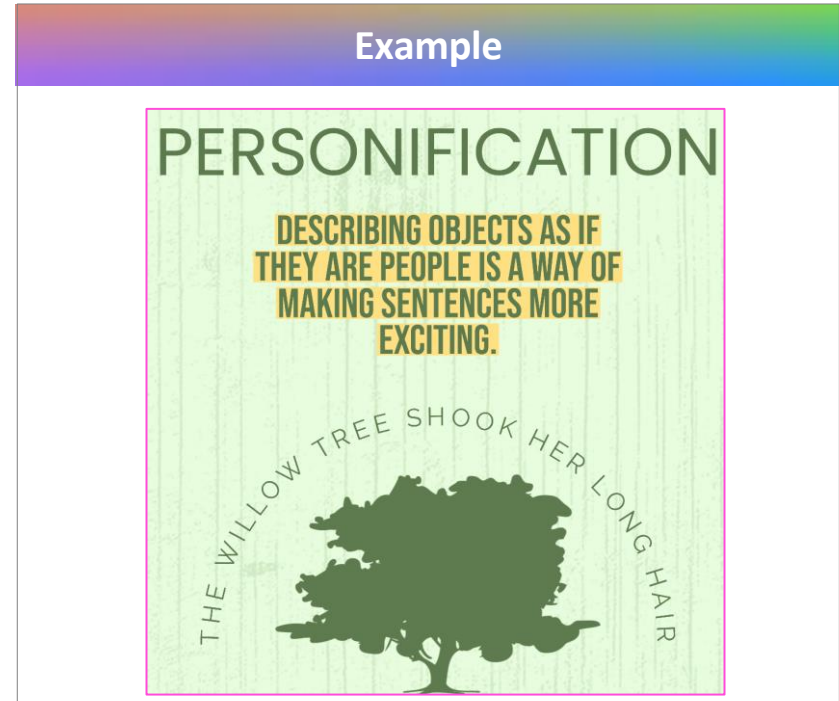 Example
PERSONIFICATION
DESCRIBING OBJECTS AS IF
THEY ARE PEOPLE IS A WAY OF
MAKING SENTENCES MORE
EXCITING.
THE WILLOW TREE SHOOK HER LONG HAIR